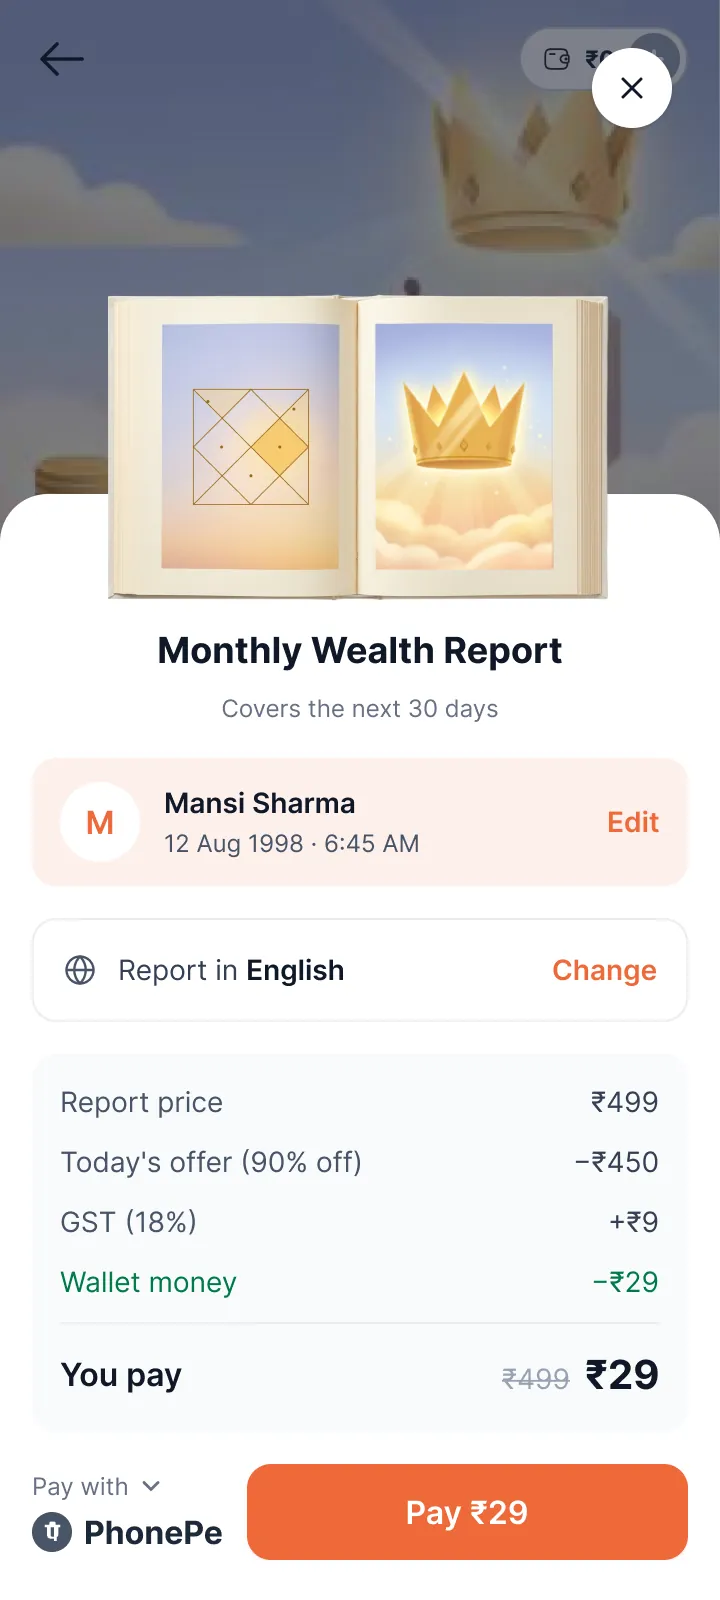 Monthly Wealth Report
Covers the next 30 days
M
Mansi Sharma
12 Aug 1998 · 6:45 AM
Edit
Report in English
Change
Report price ₹499
Today's offer (90% off) −₹450
GST (18%) +₹9
Wallet money −₹29
You pay ₹499 ₹29
Pay with
PhonePe
Pay ₹29